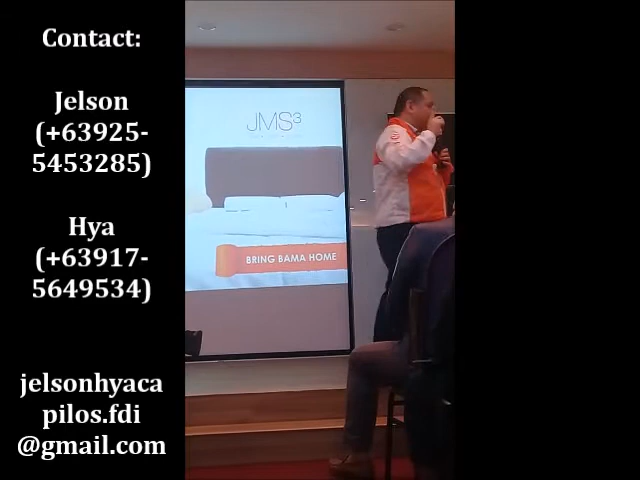 Contact:
Jelson
(+63925-
5453285)
Hya
(+63917-
5649534)
jelsonhyaca
pilos.fdi
@gmail.com
JMS³
BRING BAMA HOME